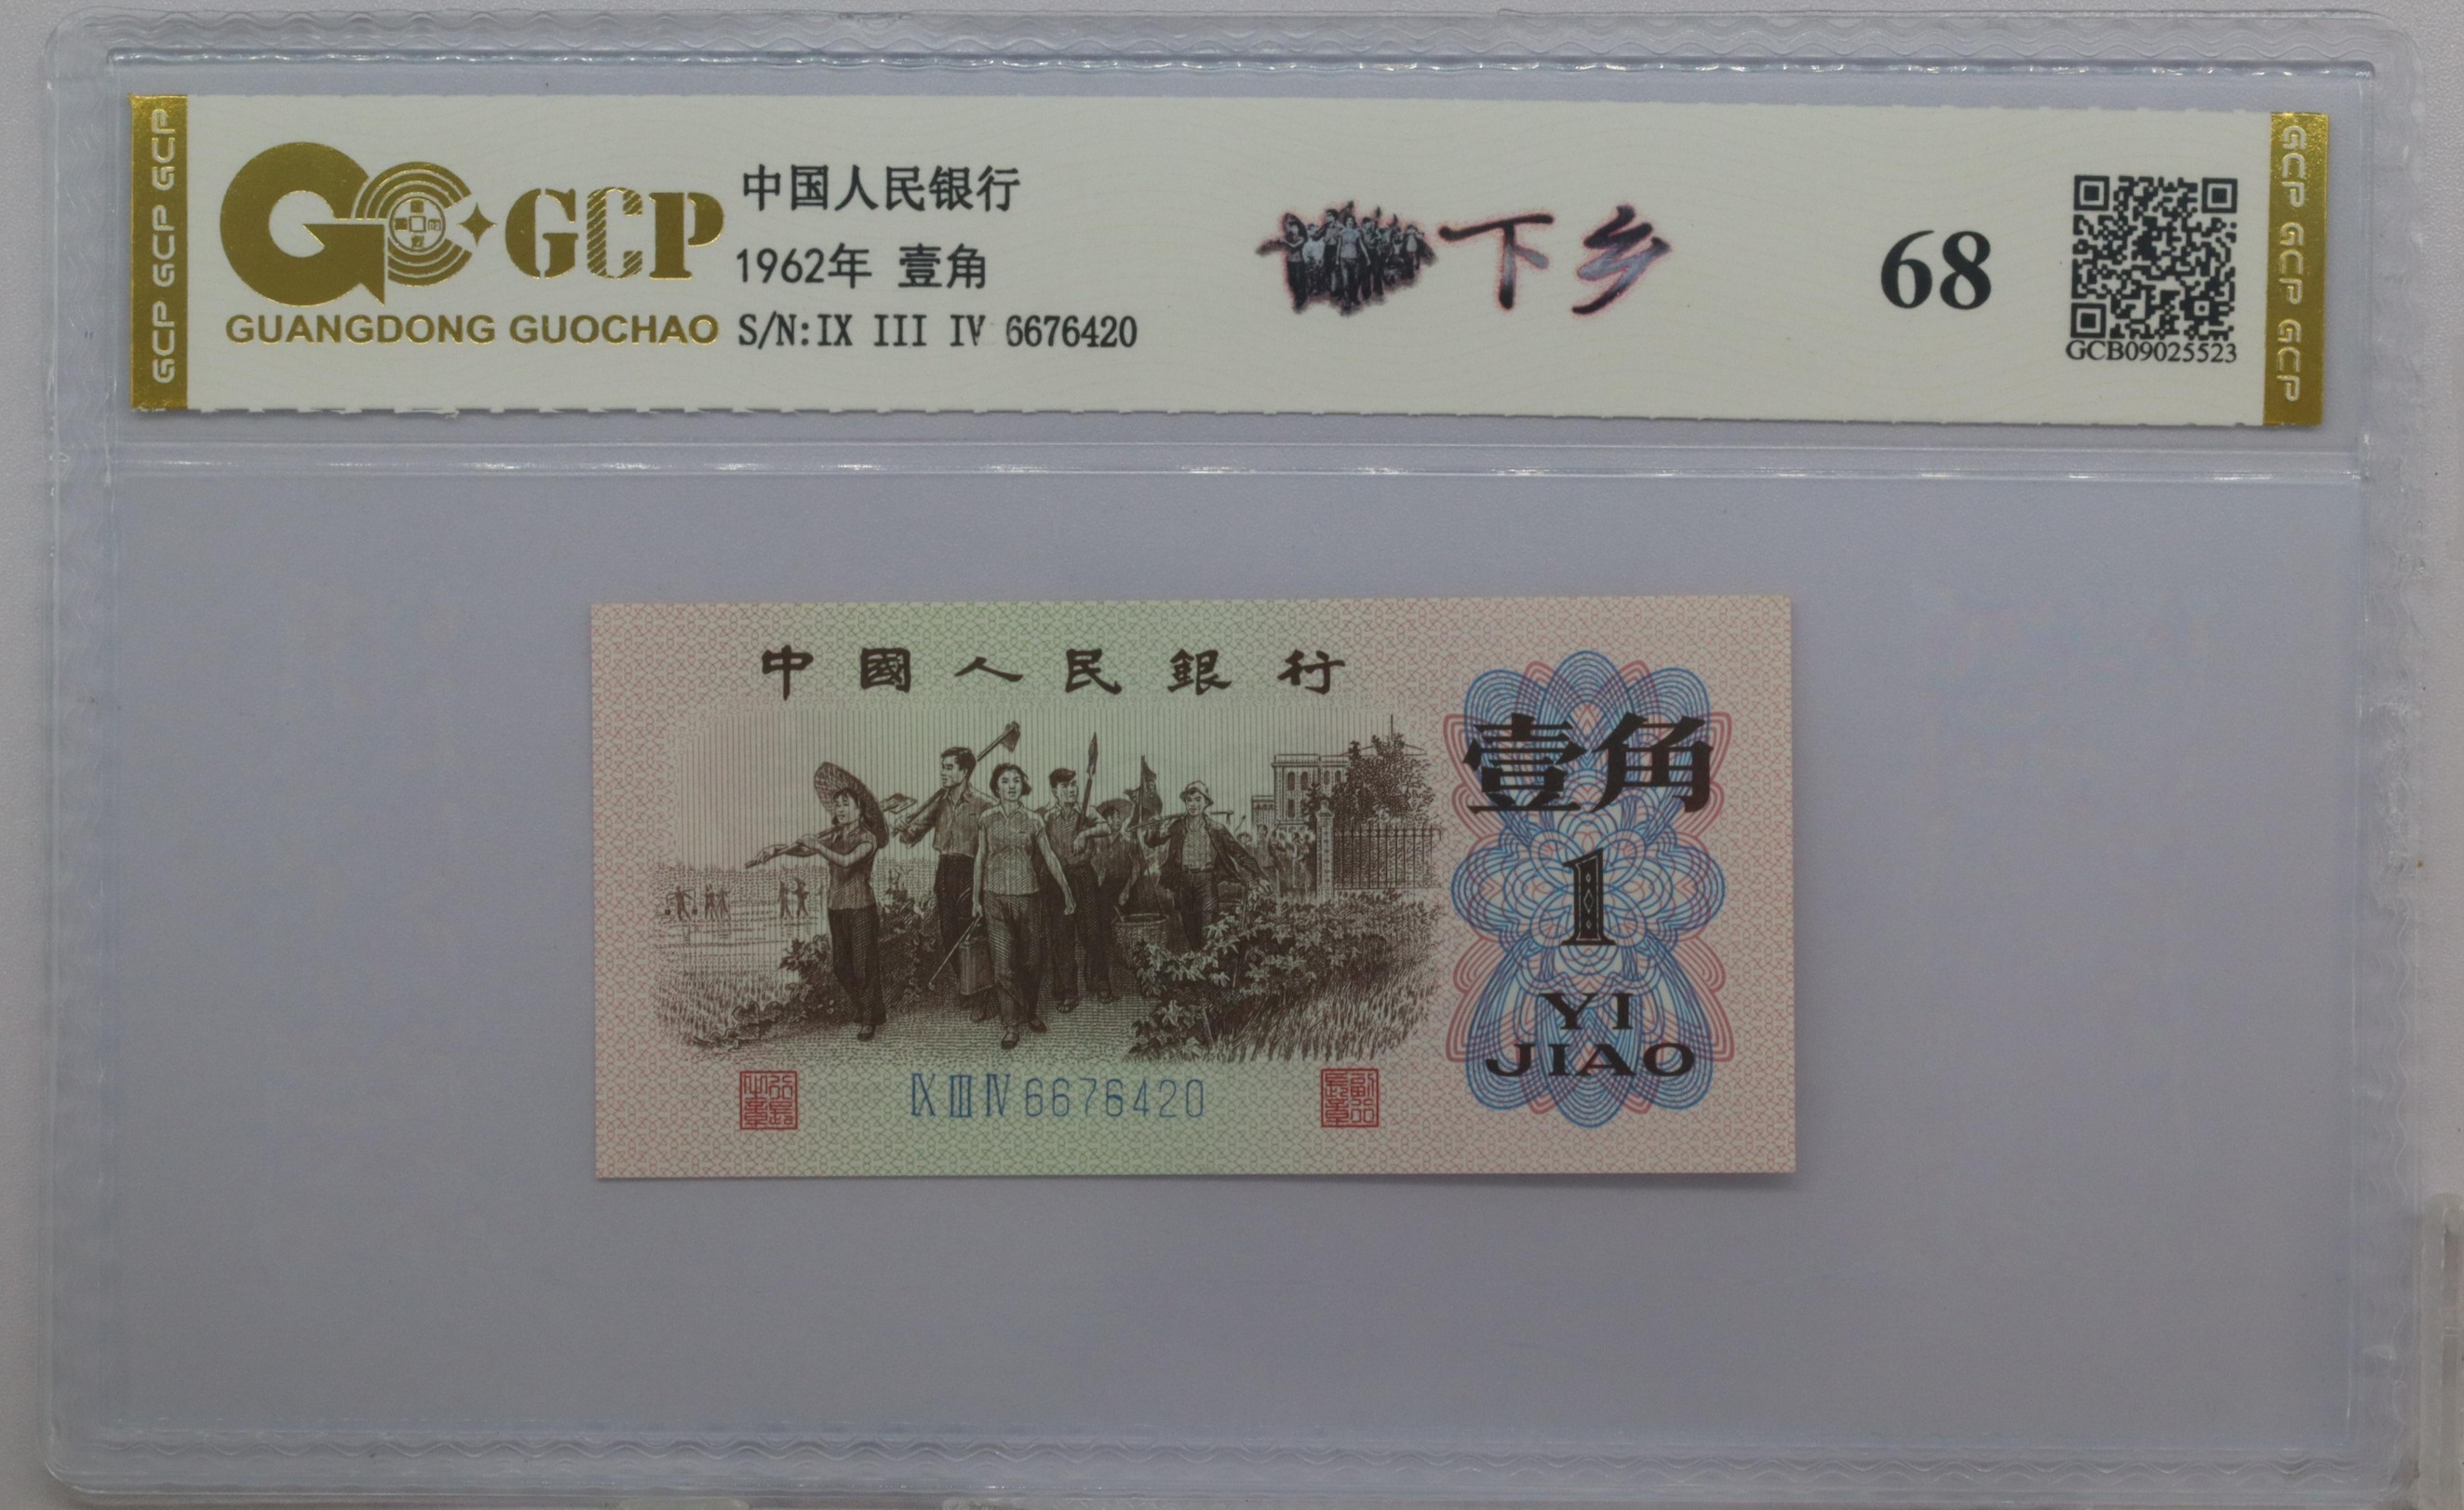 GCP GCP GCP
GCP
GUANGDONG GUOCHAO
中国人民银行
1962年 壹角
S/N:IX III IV 6676420
下乡
68
GCB09025523
GCP GCP GCP
中國人民銀行
壹角
1
YI
JIAO
IX III IV 6676420